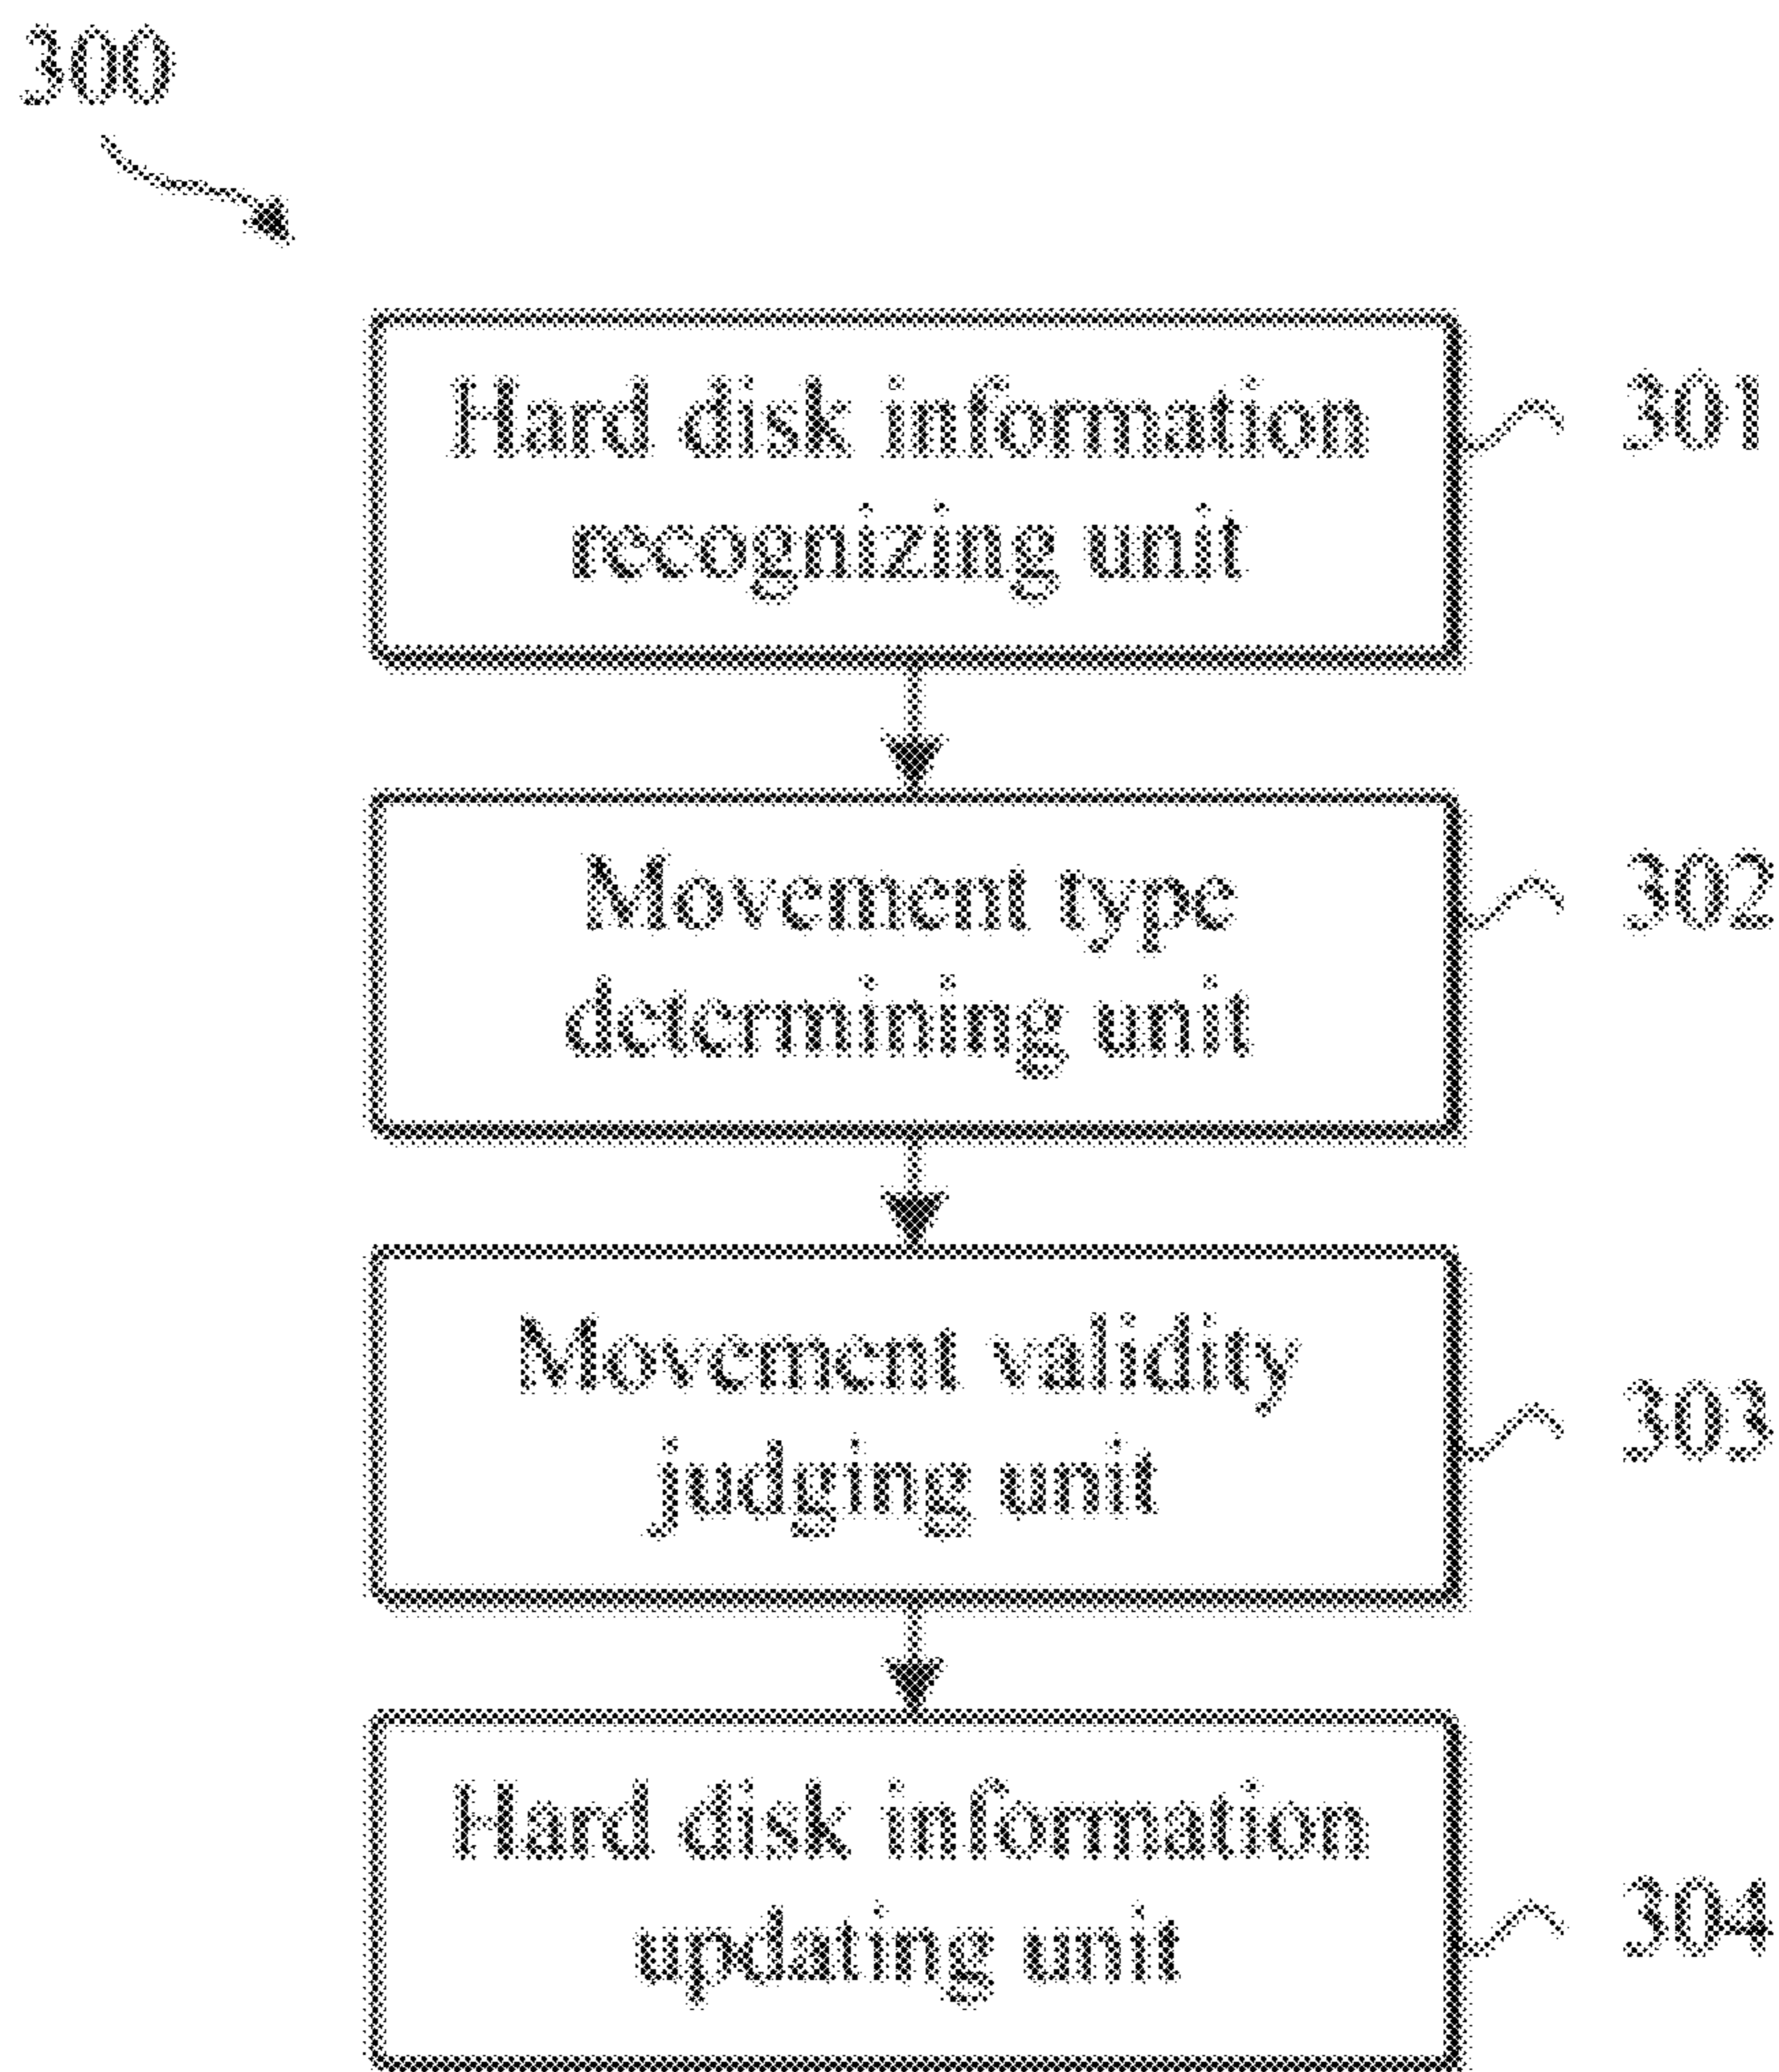 300
Hard disk information
recognizing unit
301
Movement type
determining unit
302
Movement validity
judging unit
303
Hard disk information
updating unit
304